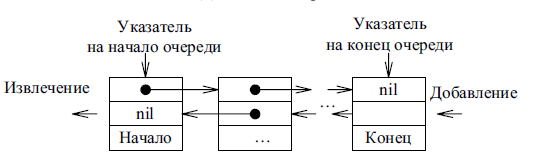 Указатель
на начало очереди
Указатель
на конец очереди
Извлечение
nil
Добавление
nil
...
Начало
...
Конец